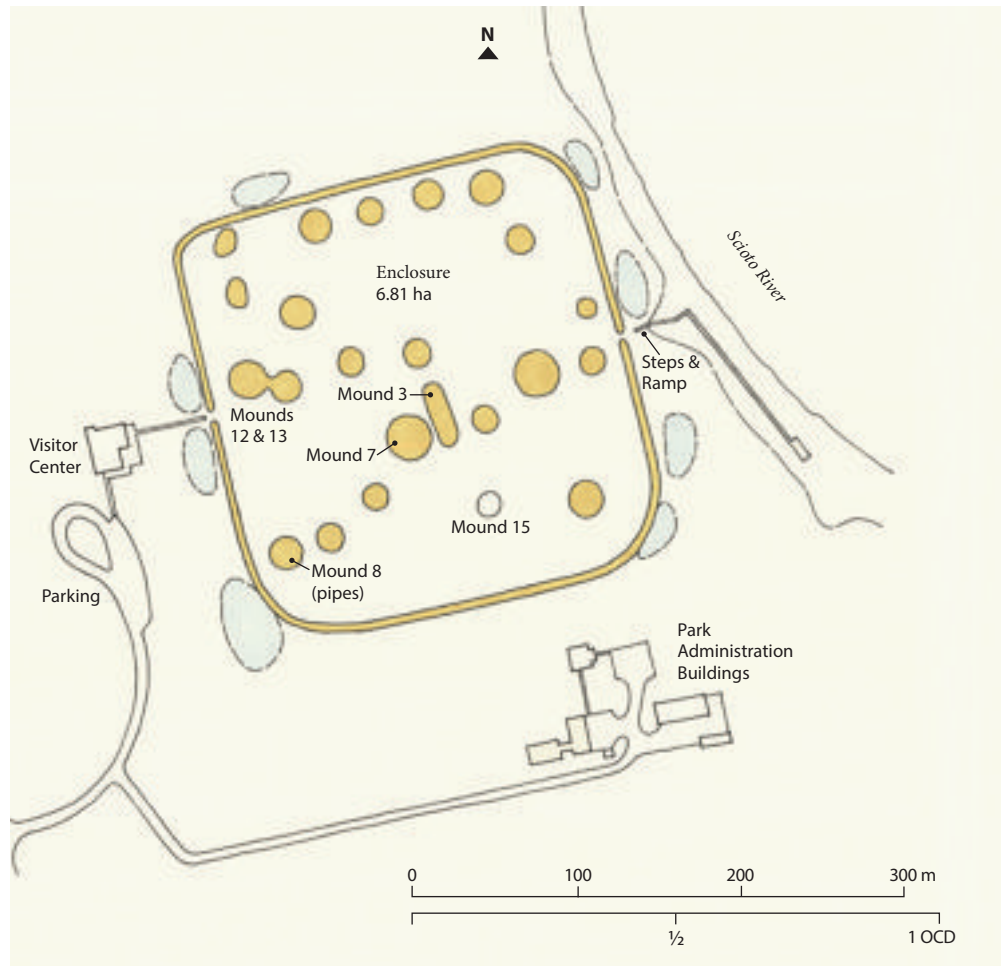 N
Scioto River
Enclosure
6.81 ha
Steps &
Ramp
Mound 3
Mounds
12 & 13
Visitor
Center
Mound 7
Mound 15
Mound 8
(pipes)
Parking
Park
Administration
Buildings
0 100 200 300 m
½ 1 OCD